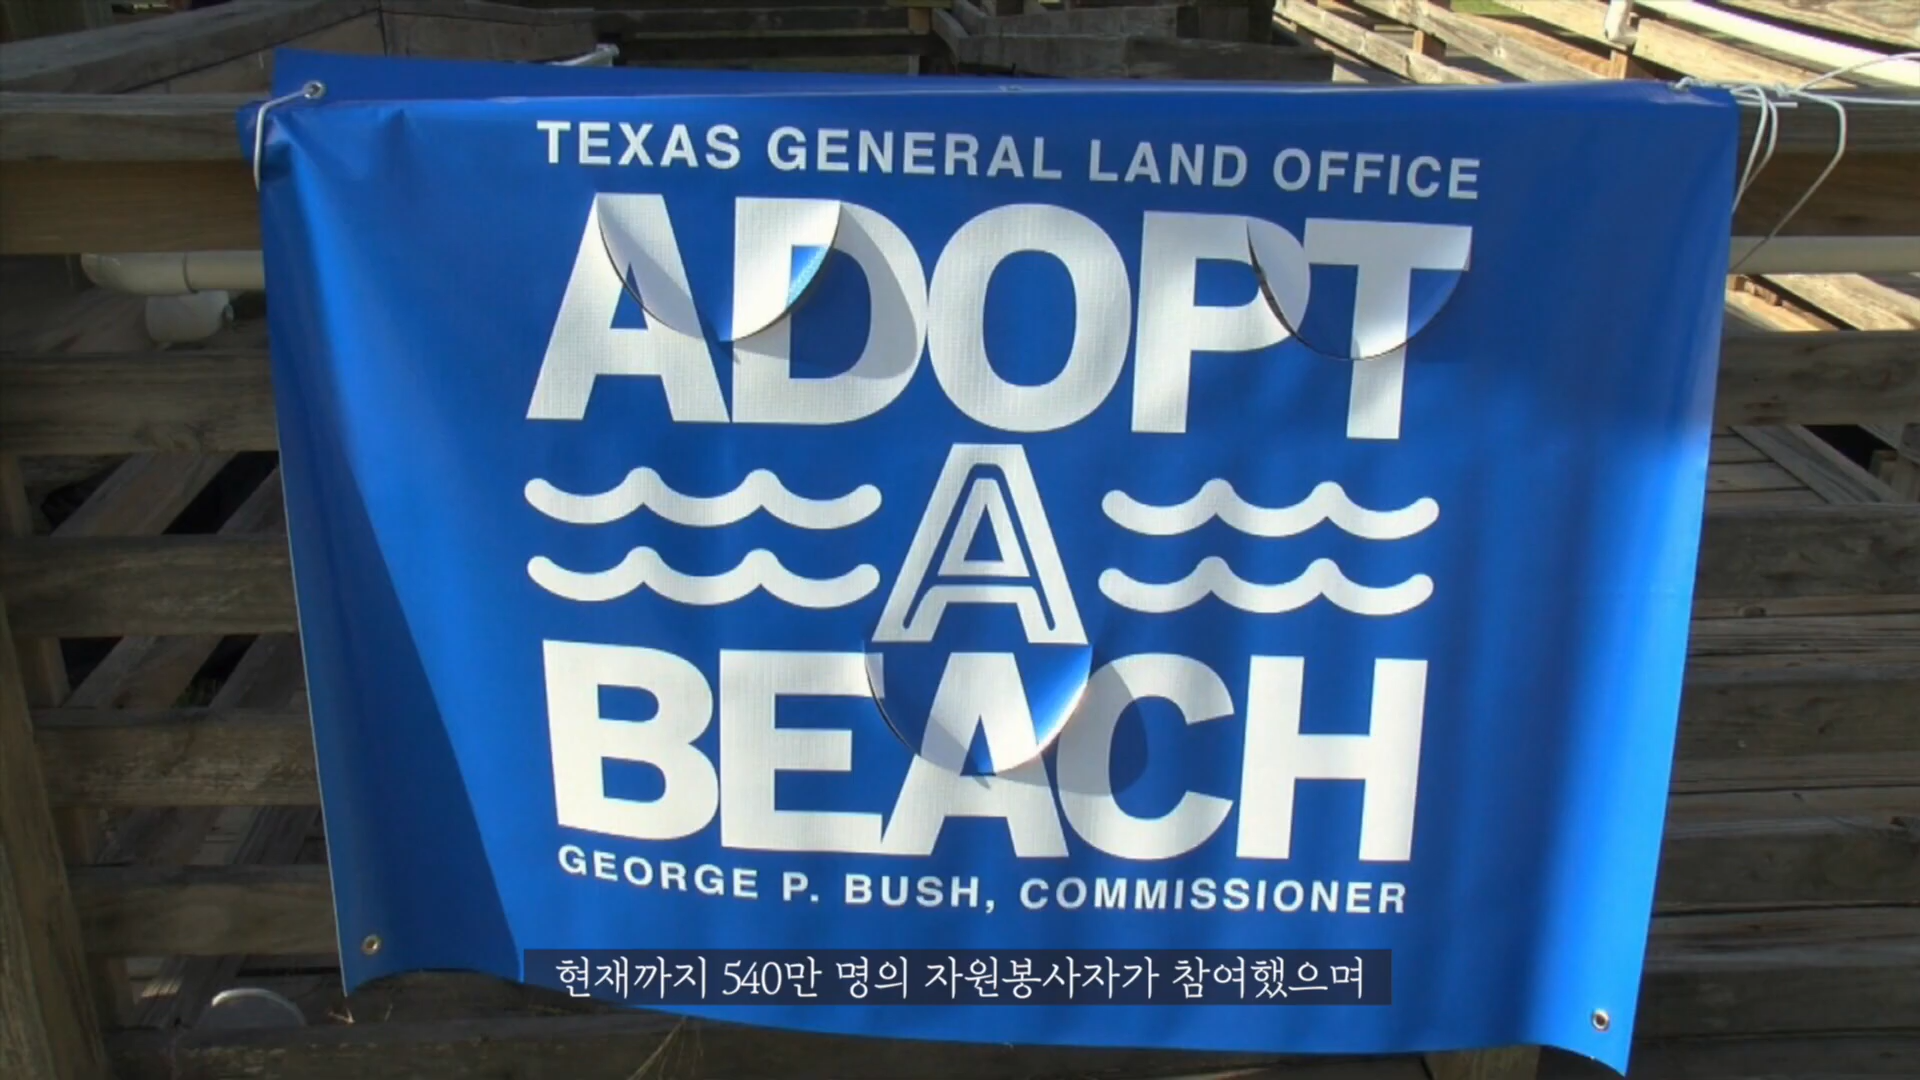 TEXAS GENERAL LAND OFFICE
ADOPT
A
BEACH
GEORGE P. BUSH, COMMISSIONER
현재까지 540만 명의 자원봉사자가 참여했으며